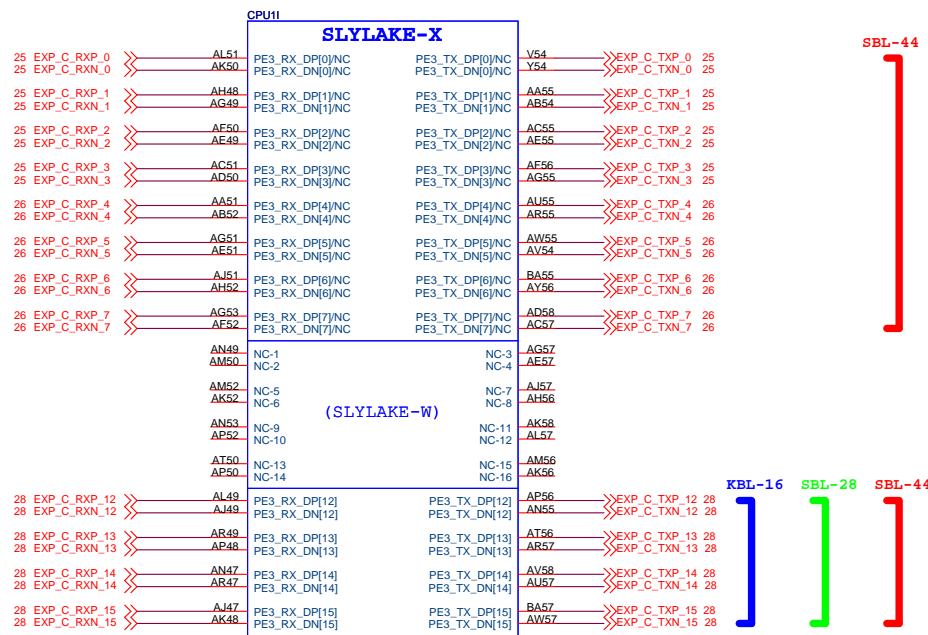 CPU1I
SLYLAKE-X
SBL-44
25 EXP_C_RXP_0 AL51 PE3_RX_DP[0]/NC PE3_TX_DP[0]/NC V54 EXP_C_TXP_0 25
25 EXP_C_RXN_0 AK50 PE3_RX_DN[0]/NC PE3_TX_DN[0]/NC Y54 EXP_C_TXN_0 25
25 EXP_C_RXP_1 AH48 PE3_RX_DP[1]/NC PE3_TX_DP[1]/NC AA55 EXP_C_TXP_1 25
25 EXP_C_RXN_1 AG49 PE3_RX_DN[1]/NC PE3_TX_DN[1]/NC AB54 EXP_C_TXN_1 25
25 EXP_C_RXP_2 AF50 PE3_RX_DP[2]/NC PE3_TX_DP[2]/NC AC55 EXP_C_TXP_2 25
25 EXP_C_RXN_2 AE49 PE3_RX_DN[2]/NC PE3_TX_DN[2]/NC AE55 EXP_C_TXN_2 25
25 EXP_C_RXP_3 AC51 PE3_RX_DP[3]/NC PE3_TX_DP[3]/NC AF56 EXP_C_TXP_3 25
25 EXP_C_RXN_3 AD50 PE3_RX_DN[3]/NC PE3_TX_DN[3]/NC AG55 EXP_C_TXN_3 25
26 EXP_C_RXP_4 AA51 PE3_RX_DP[4]/NC PE3_TX_DP[4]/NC AU55 EXP_C_TXP_4 26
26 EXP_C_RXN_4 AB52 PE3_RX_DN[4]/NC PE3_TX_DN[4]/NC AR55 EXP_C_TXN_4 26
26 EXP_C_RXP_5 AG51 PE3_RX_DP[5]/NC PE3_TX_DP[5]/NC AW55 EXP_C_TXP_5 26
26 EXP_C_RXN_5 AE51 PE3_RX_DN[5]/NC PE3_TX_DN[5]/NC AV54 EXP_C_TXN_5 26
26 EXP_C_RXP_6 AJ51 PE3_RX_DP[6]/NC PE3_TX_DP[6]/NC BA55 EXP_C_TXP_6 26
26 EXP_C_RXN_6 AH52 PE3_RX_DN[6]/NC PE3_TX_DN[6]/NC AY56 EXP_C_TXN_6 26
26 EXP_C_RXP_7 AG53 PE3_RX_DP[7]/NC PE3_TX_DP[7]/NC AD58 EXP_C_TXP_7 26
26 EXP_C_RXN_7 AF52 PE3_RX_DN[7]/NC PE3_TX_DN[7]/NC AC57 EXP_C_TXN_7 26
AN49 NC-1 NC-3 AG57
AM50 NC-2 NC-4 AE57
AM52 NC-5 NC-7 AJ57
AK52 NC-6 NC-8 AH56
(SLYLAKE-W)
AN53 NC-9 NC-11 AK58
AP52 NC-10 NC-12 AL57
AT50 NC-13 NC-15 AM56
AP50 NC-14 NC-16 AK56
KBL-16 SBL-28 SBL-44
28 EXP_C_RXP_12 AL49 PE3_RX_DP[12] PE3_TX_DP[12] AP56 EXP_C_TXP_12 28
28 EXP_C_RXN_12 AJ49 PE3_RX_DN[12] PE3_TX_DN[12] AN55 EXP_C_TXN_12 28
28 EXP_C_RXP_13 AR49 PE3_RX_DP[13] PE3_TX_DP[13] AT56 EXP_C_TXP_13 28
28 EXP_C_RXN_13 AP48 PE3_RX_DN[13] PE3_TX_DN[13] AR57 EXP_C_TXN_13 28
28 EXP_C_RXP_14 AN47 PE3_RX_DP[14] PE3_TX_DP[14] AV58 EXP_C_TXP_14 28
28 EXP_C_RXN_14 AR47 PE3_RX_DN[14] PE3_TX_DN[14] AU57 EXP_C_TXN_14 28
28 EXP_C_RXP_15 AJ47 PE3_RX_DP[15] PE3_TX_DP[15] BA57 EXP_C_TXP_15 28
28 EXP_C_RXN_15 AK48 PE3_RX_DN[15] PE3_TX_DN[15] AW57 EXP_C_TXN_15 28